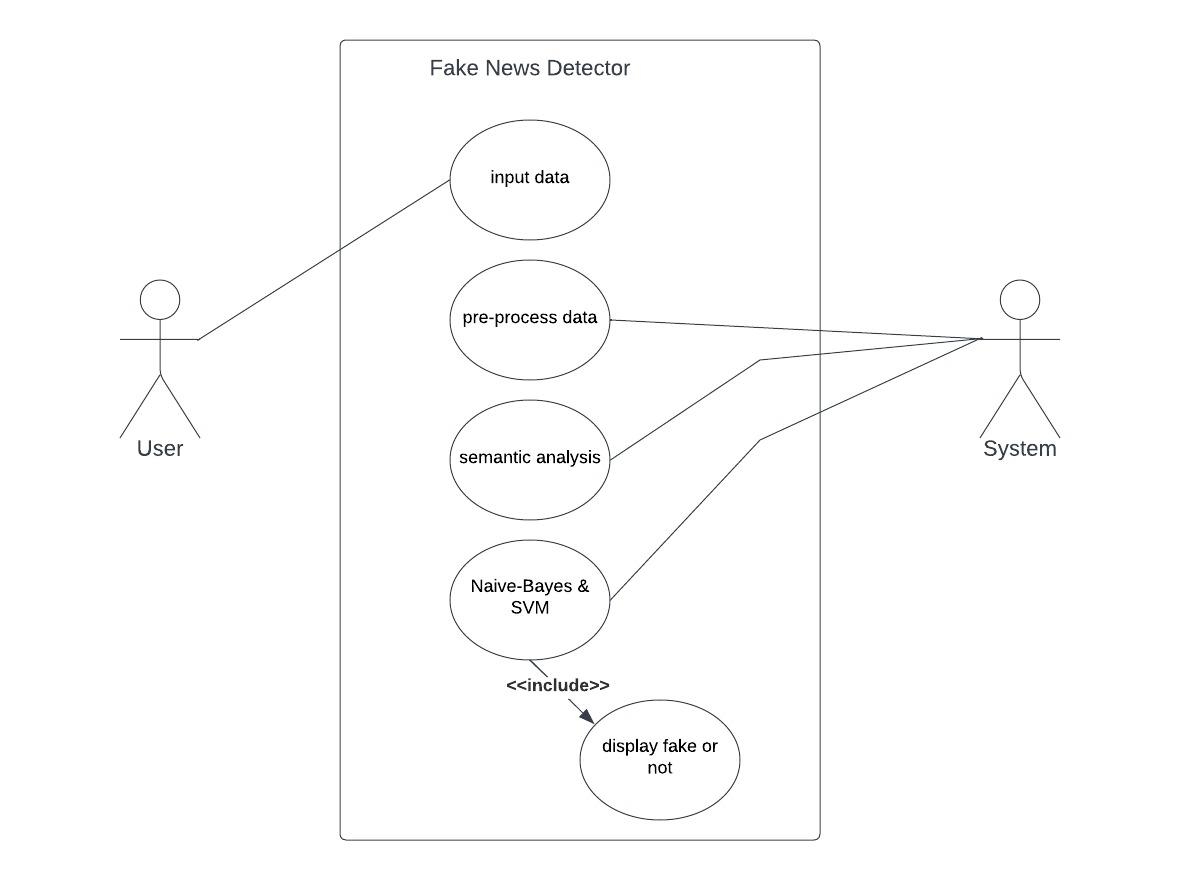 Fake News Detector
input data
pre-process data
semantic analysis
Naive-Bayes &
SVM
<<include>>
display fake or
not
User
System